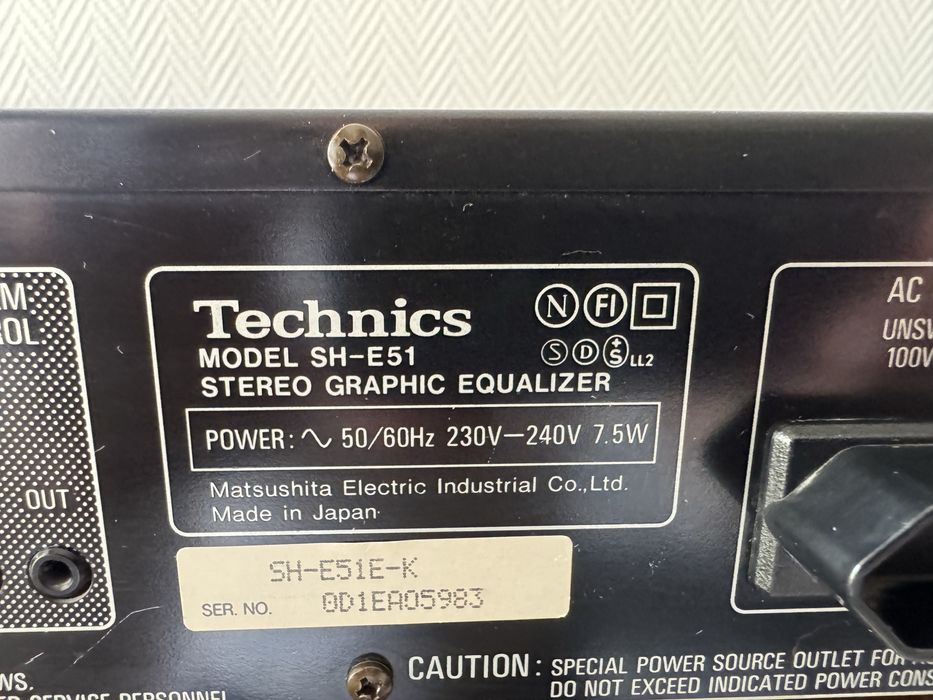 OUT
Technics
N FI
MODEL SH-E51
S D S LL2
STEREO GRAPHIC EQUALIZER
POWER: ∿ 50/60Hz 230V—240V 7.5W
Matsushita Electric Industrial Co.,Ltd.
Made in Japan
SH-E51E-K
SER. NO. 0D1EA05983
AC
100V
CAUTION: SPECIAL POWER SOURCE OUTLET FOR
DO NOT EXCEED INDICATED POWER
SERVICE PERSONNEL